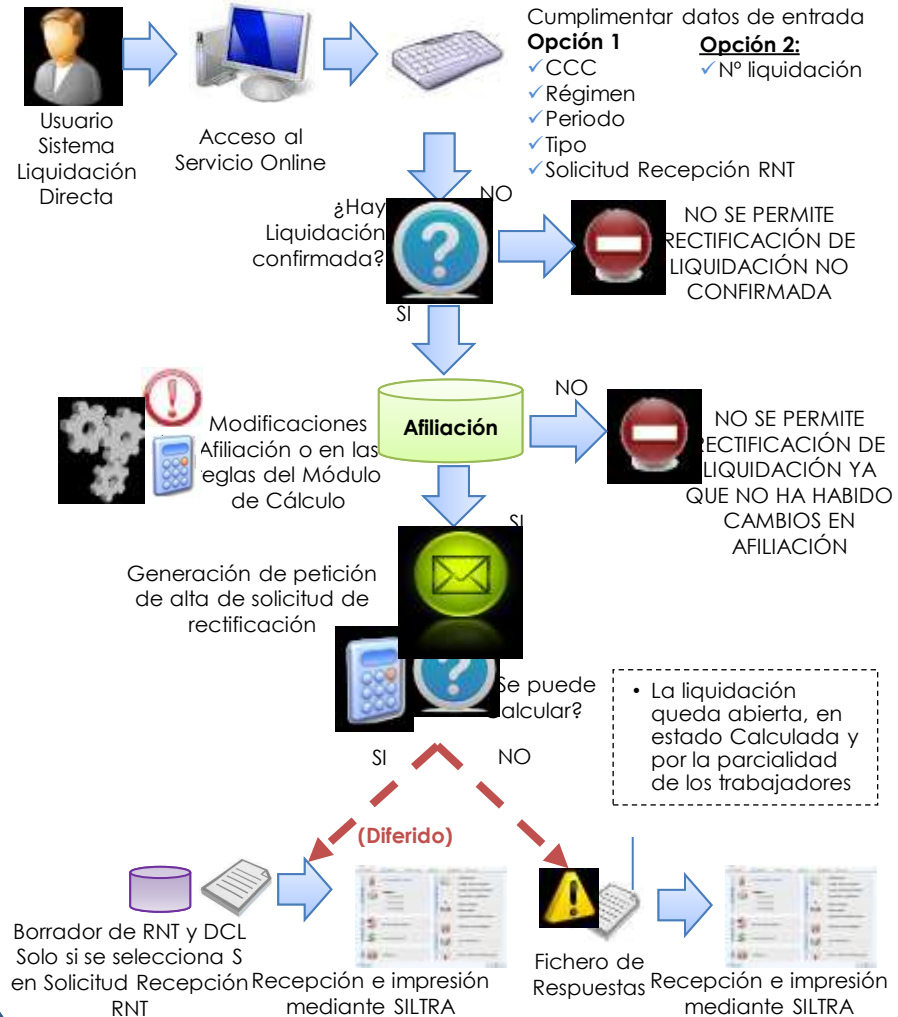 Cumplimentar datos de entrada
Opción 1
CCC
Régimen
Periodo
Tipo
Solicitud Recepción RNT
Opción 2:
Nº liquidación
Usuario
Sistema
Liquidación
Directa
Acceso al
Servicio Online
¿Hay
Liquidación
confirmada?
NO
NO SE PERMITE
RECTIFICACIÓN DE
LIQUIDACIÓN NO
CONFIRMADA
SI
Modificaciones
Afiliación o en las
reglas del Módulo
de Cálculo
Afiliación
NO
NO SE PERMITE
RECTIFICACIÓN DE
LIQUIDACIÓN YA
QUE NO HA HABIDO
CAMBIOS EN
AFILIACIÓN
SI
Generación de petición
de alta de solicitud de
rectificación
Se puede
calcular?
• La liquidación
queda abierta, en
estado Calculada y
por la parcialidad
de los trabajadores
SI
NO
(Diferido)
Borrador de RNT y DCL
Solo si se selecciona S
en Solicitud Recepción
RNT
Recepción e impresión
mediante SILTRA
Fichero de
Respuestas
Recepción e impresión
mediante SILTRA